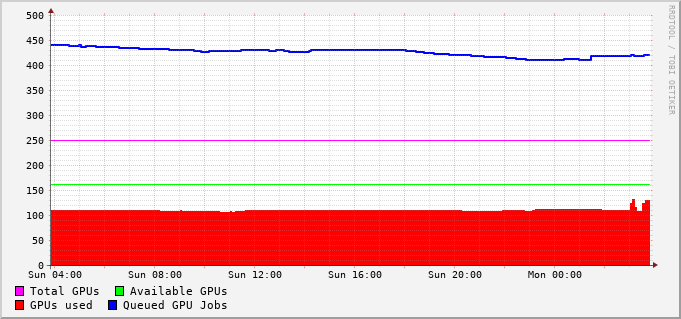 500
450
400
350
300
250
200
150
100
50
0
Sun 04:00 Sun 08:00 Sun 12:00 Sun 16:00 Sun 20:00 Mon 00:00
Total GPUs Available GPUs
GPUs used Queued GPU Jobs
RRDTOOL / TOBI OETIKER